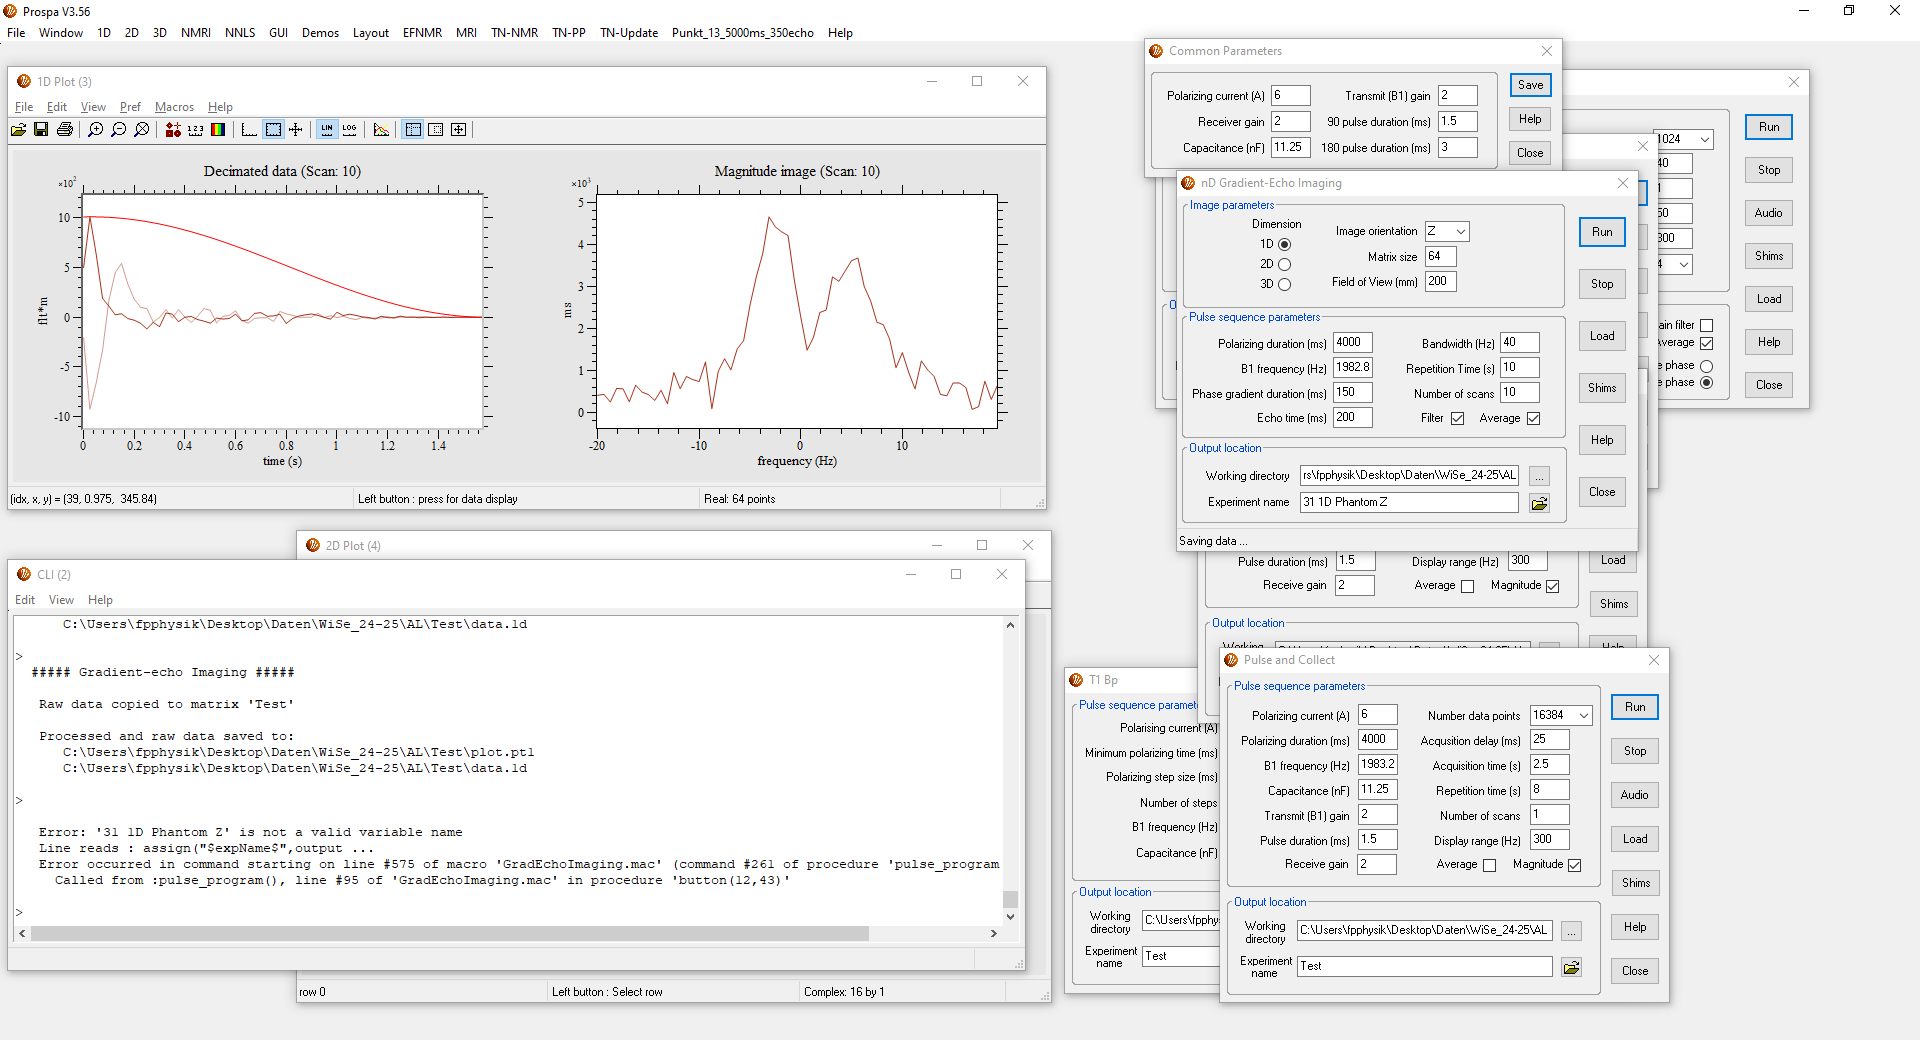 Prospa V3.56
File Window 1D 2D 3D NMRI NNLS GUI Demos Layout EFNMR MRI TN-NMR TN-PP TN-Update Punkt_13_5000ms_350echo Help
1D Plot (3)
File Edit View Pref Macros Help
1 2 3 LIN LOG
Decimated data (Scan: 10)
×10²
flt*m
10
5
0
-5
-10
0 0.2 0.4 0.6 0.8 1 1.2 1.4
time (s)
Magnitude image (Scan: 10)
×10³
ms
5
4
3
2
1
0
-20 -10 0 10
frequency (Hz)
(idx, x, y) = (39, 0.975, 345.84) Left button : press for data display Real: 64 points
2D Plot (4)
CLI (2)
Edit View Help
C:\Users\fpphysik\Desktop\Daten\WiSe_24-25\AL\Test\data.1d
>
##### Gradient-echo Imaging #####
Raw data copied to matrix 'Test'
Processed and raw data saved to:
C:\Users\fpphysik\Desktop\Daten\WiSe_24-25\AL\Test\plot.pt1
C:\Users\fpphysik\Desktop\Daten\WiSe_24-25\AL\Test\data.1d
>
Error: '31 1D Phantom Z' is not a valid variable name
Line reads : assign("$expName$",output ...
Error occurred in command starting on line #575 of macro 'GradEchoImaging.mac' (command #261 of procedure 'pulse_program
Called from :pulse_program(), line #95 of 'GradEchoImaging.mac' in procedure 'button(12,43)'
>
row 0 Left button : Select row Complex: 16 by 1
Common Parameters
Polarizing current (A) 6 Transmit (B1) gain 2
Receiver gain 2 90 pulse duration (ms) 1.5
Capacitance (nF) 11.25 180 pulse duration (ms) 3
Save
Help
Close
1024
Run
Stop
Audio
Shims
Load
Help
Close
nD Gradient-Echo Imaging
Image parameters
Dimension
1D
2D
3D
Image orientation Z
Matrix size 64
Field of View (mm) 200
Pulse sequence parameters
Polarizing duration (ms) 4000 Bandwidth (Hz) 40
B1 frequency (Hz) 1982.8 Repetition Time (s) 10
Phase gradient duration (ms) 150 Number of scans 10
Echo time (ms) 200 Filter Average
Output location
Working directory rs\fpphysik\Desktop\Daten\WiSe_24-25\AL ...
Experiment name 31 1D Phantom Z
Run
Stop
Load
Shims
Help
Close
Saving data ...
Pulse duration (ms) 1.5 Display range (Hz) 300
Receive gain 2 Average Magnitude
Output location
Load
Shims
T1 Bp
Polarising current (A)
Minimum polarizing time (ms)
Polarizing step size (ms)
Number of steps
B1 frequency (Hz)
Capacitance (nF)
Output location
Working directory C:\Users\fpphys
Experiment name Test
Pulse and Collect
Pulse sequence parameters
Polarizing current (A) 6 Number data points 16384
Polarizing duration (ms) 4000 Acqusition delay (ms) 25
B1 frequency (Hz) 1983.2 Acquisition time (s) 2.5
Capacitance (nF) 11.25 Repetition time (s) 8
Transmit (B1) gain 2 Number of scans 1
Pulse duration (ms) 1.5 Display range (Hz) 300
Receive gain 2 Average Magnitude
Output location
Working directory C:\Users\fpphysik\Desktop\Daten\WiSe_24-25\AL ...
Experiment name Test
Run
Stop
Audio
Load
Shims
Help
Close